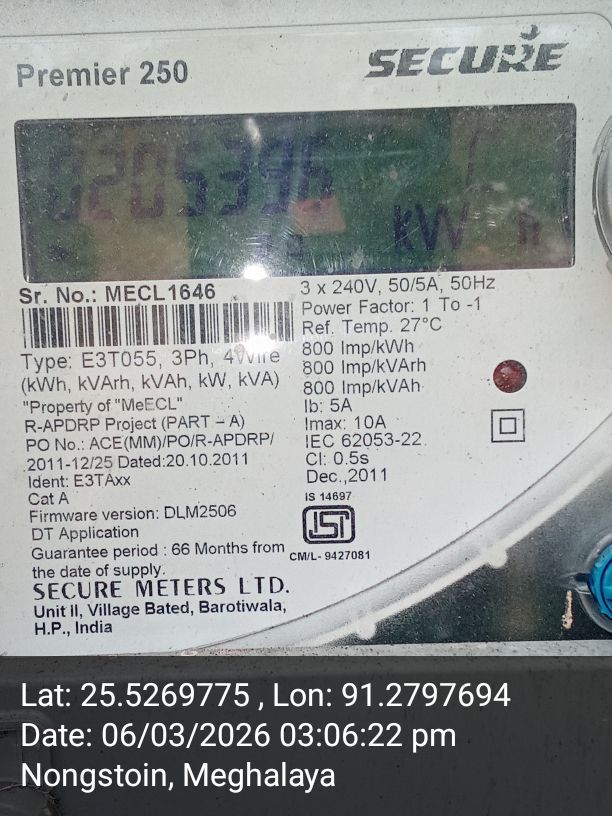 Premier 250
SECURE
0205396
kW h
Sr. No.: MECL1646
Type: E3T055, 3Ph, 4Wire
(kWh, kVArh, kVAh, kW, kVA)
"Property of "MeECL"
R-APDRP Project (PART – A)
PO No.: ACE(MM)/PO/R-APDRP/
2011-12/25 Dated:20.10.2011
Ident: E3TAxx
Cat A
Firmware version: DLM2506
DT Application
Guarantee period : 66 Months from
the date of supply.
SECURE METERS LTD.
Unit II, Village Bated, Barotiwala,
H.P., India
3 x 240V, 50/5A, 50Hz
Power Factor: 1 To -1
Ref. Temp. 27°C
800 Imp/kWh
800 Imp/kVArh
800 Imp/kVAh
Ib: 5A
Imax: 10A
IEC 62053-22
Cl: 0.5s
Dec.,2011
IS 14697
ISI
CM/L- 9427081
Lat: 25.5269775 , Lon: 91.2797694
Date: 06/03/2026 03:06:22 pm
Nongstoin, Meghalaya